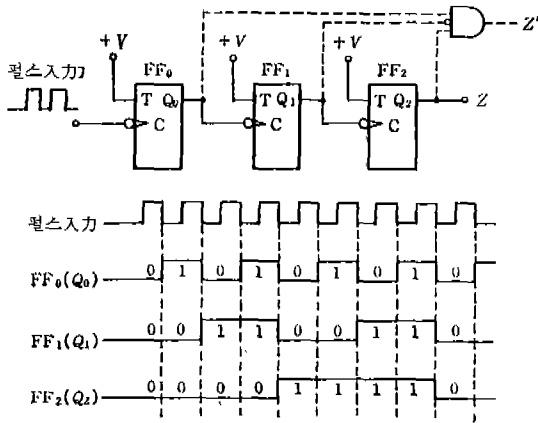 Z'
+V +V +V
펄스入力 FF₀ FF₁ FF₂
T Q₀ T Q₁ T Q₂ Z
C C C
펄스入力
FF₀(Q₀) 0 1 0 1 0 1 0 1 0
FF₁(Q₁) 0 0 1 1 0 0 1 1 0
FF₂(Q₂) 0 0 0 0 1 1 1 1 0